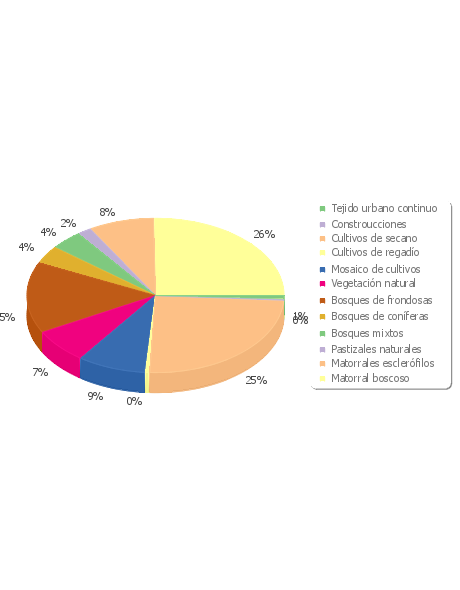 8%
2%
4%
4%
26%
5%
1%
0%
7%
9%
0%
25%
Tejido urbano continuo
Construcciones
Cultivos de secano
Cultivos de regadío
Mosaico de cultivos
Vegetación natural
Bosques de frondosas
Bosques de coníferas
Bosques mixtos
Pastizales naturales
Matorrales esclerófilos
Matorral boscoso